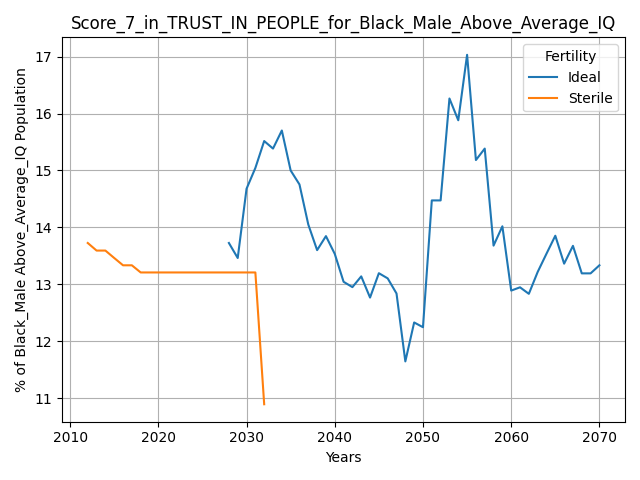 Score_7_in_TRUST_IN_PEOPLE_for_Black_Male_Above_Average_IQ
% of Black_Male Above_Average_IQ Population
17
16
15
14
13
12
11
Fertility
Ideal
Sterile
2010 2020 2030 2040 2050 2060 2070
Years